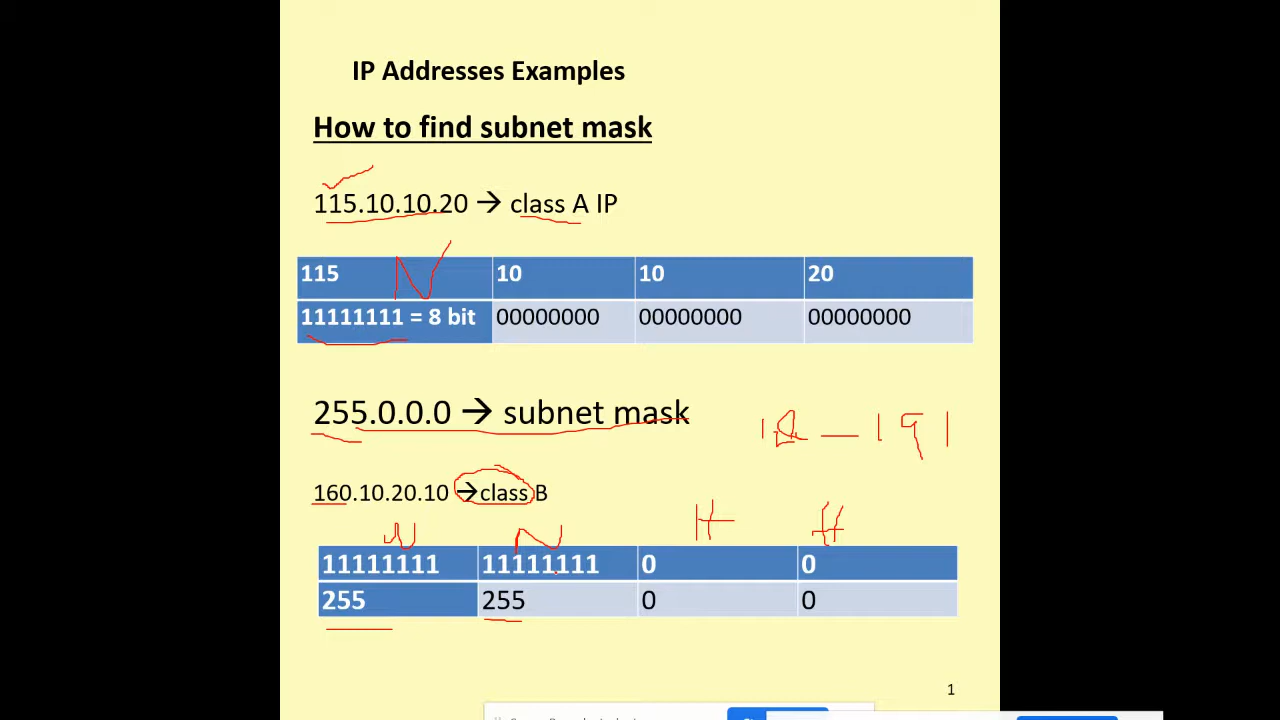 IP Addresses Examples
How to find subnet mask
115.10.10.20 → class A IP
N
115 10 10 20
11111111 = 8 bit 00000000 00000000 00000000
255.0.0.0 → subnet mask
— 191
160.10.20.10 →class B
N N H H
11111111 11111111 0 0
255 255 0 0
1